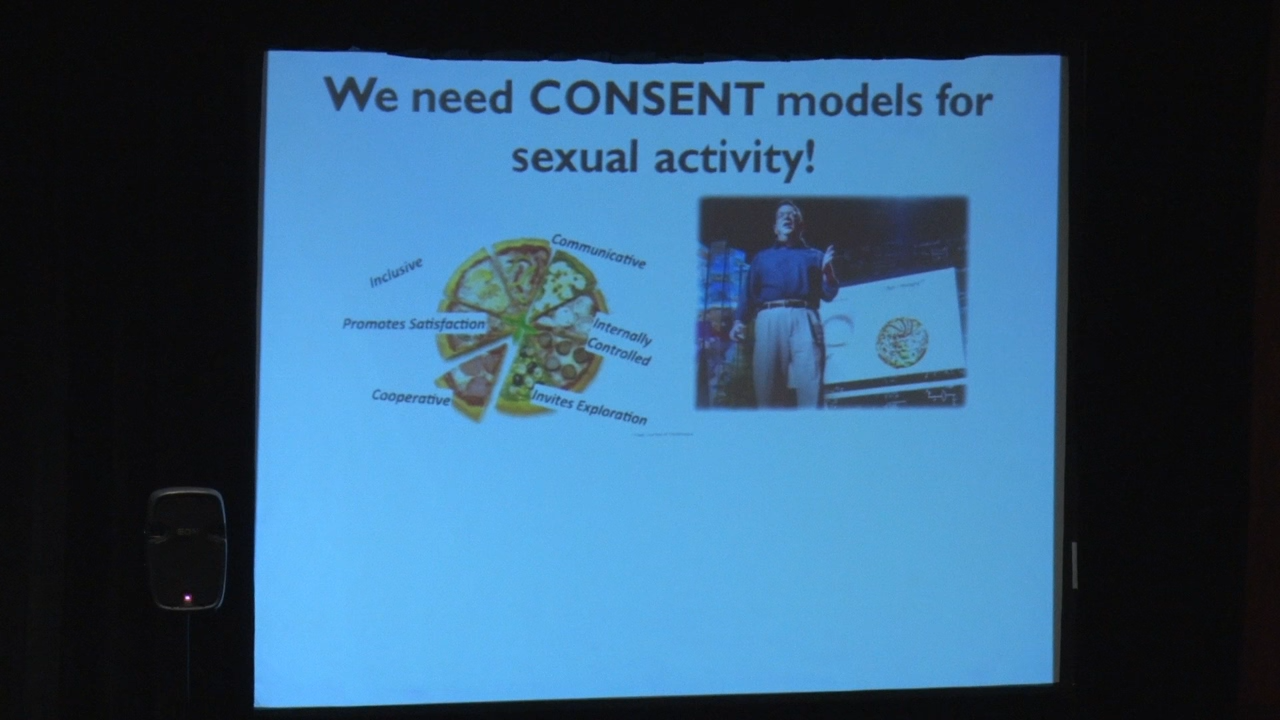 We need CONSENT models for
sexual activity!
Communicative
Inclusive
Promotes Satisfaction
Internally
Controlled
Cooperative
Invites Exploration